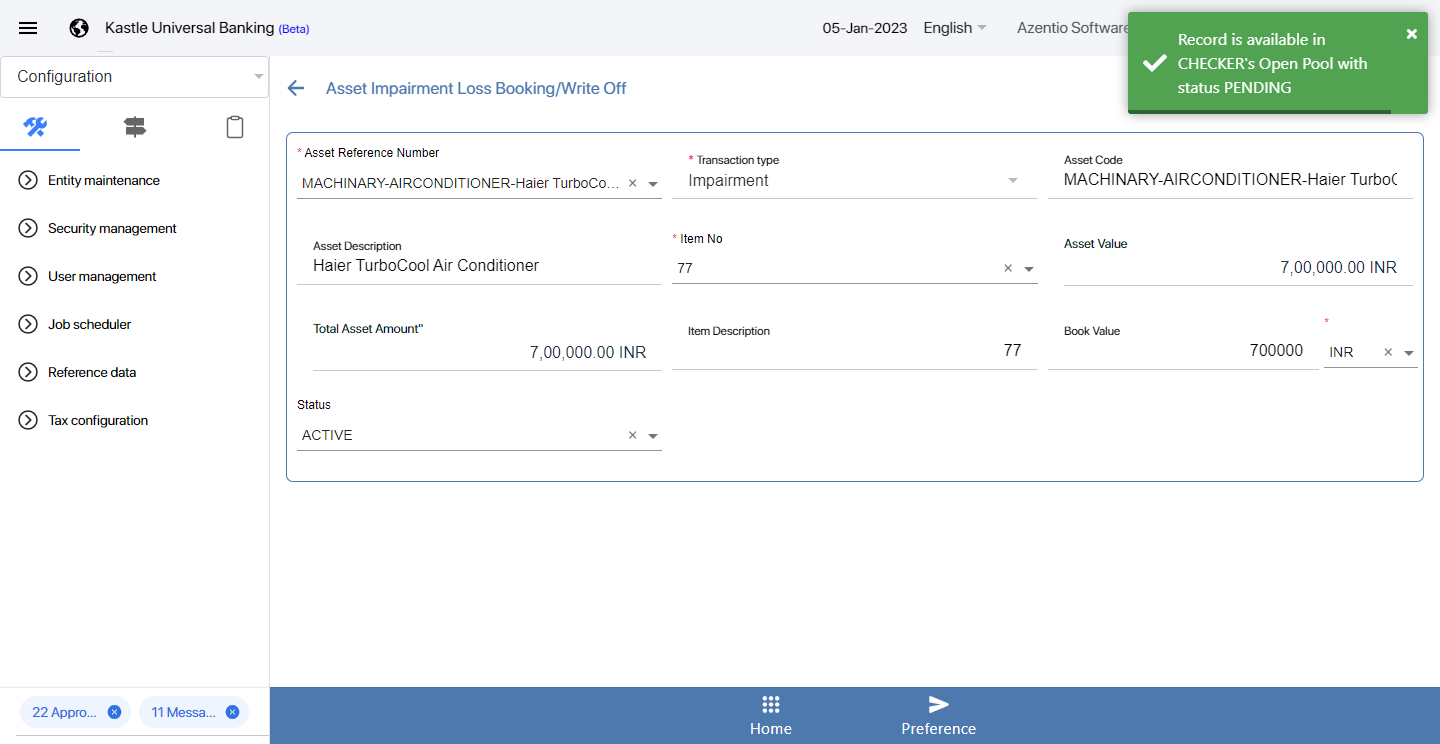 Kastle Universal Banking (Beta)
05-Jan-2023
English
Azentio Software
Record is available in
CHECKER's Open Pool with
status PENDING
Configuration
Entity maintenance
Security management
User management
Job scheduler
Reference data
Tax configuration
Asset Impairment Loss Booking/Write Off
* Asset Reference Number
MACHINARY-AIRCONDITIONER-Haier TurboCo...
* Transaction type
Impairment
Asset Code
MACHINARY-AIRCONDITIONER-Haier Turbo
Asset Description
Haier TurboCool Air Conditioner
* Item No
77
Asset Value
7,00,000.00 INR
Total Asset Amount"
7,00,000.00 INR
Item Description
77
Book Value
700000
*
INR
Status
ACTIVE
22 Appro...
11 Messa...
Home
Preference